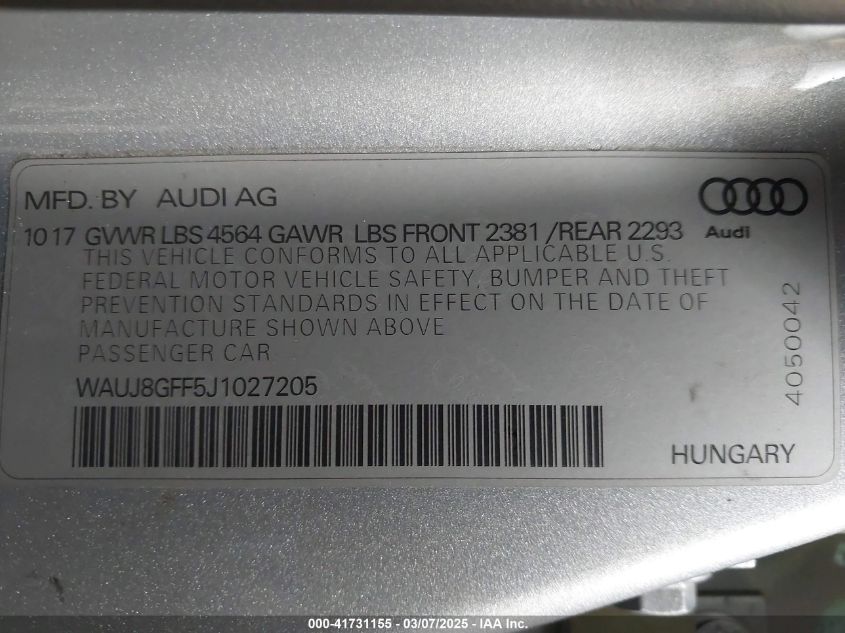 MFD. BY AUDI AG
10 17 GVWR LBS 4564 GAWR LBS FRONT 2381 /REAR 2293
Audi
THIS VEHICLE CONFORMS TO ALL APPLICABLE U.S.
FEDERAL MOTOR VEHICLE SAFETY, BUMPER AND THEFT
PREVENTION STANDARDS IN EFFECT ON THE DATE OF
MANUFACTURE SHOWN ABOVE
PASSENGER CAR
WAUJ8GFF5J1027205
4050042
HUNGARY
000-41731155 - 03/07/2025 - IAA Inc.